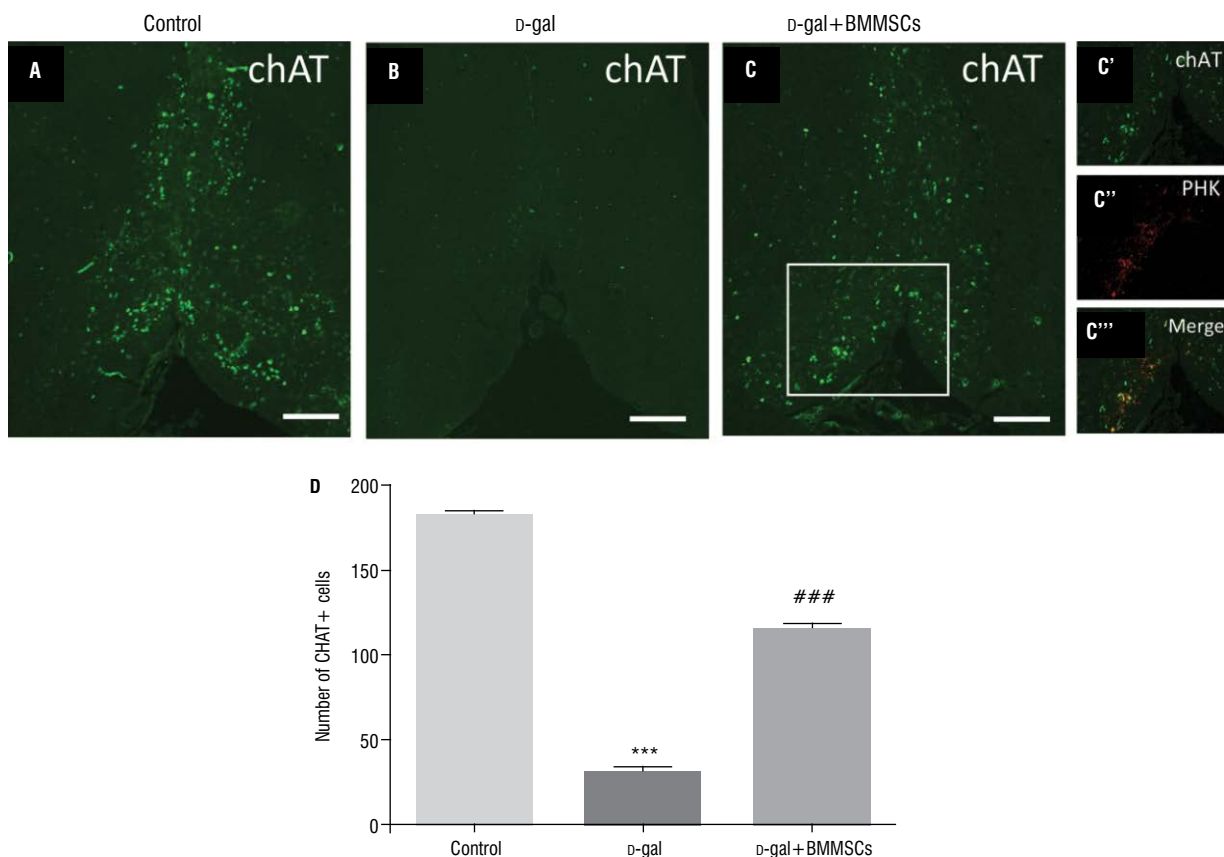 Control
D-gal
D-gal+BMMSCs
A
chAT
B
chAT
C
chAT
C'
chAT
C''
PHK
C'''
Merge
D
Number of CHAT+ cells
200
150
100
50
0
***
###
Control
D-gal
D-gal+BMMSCs